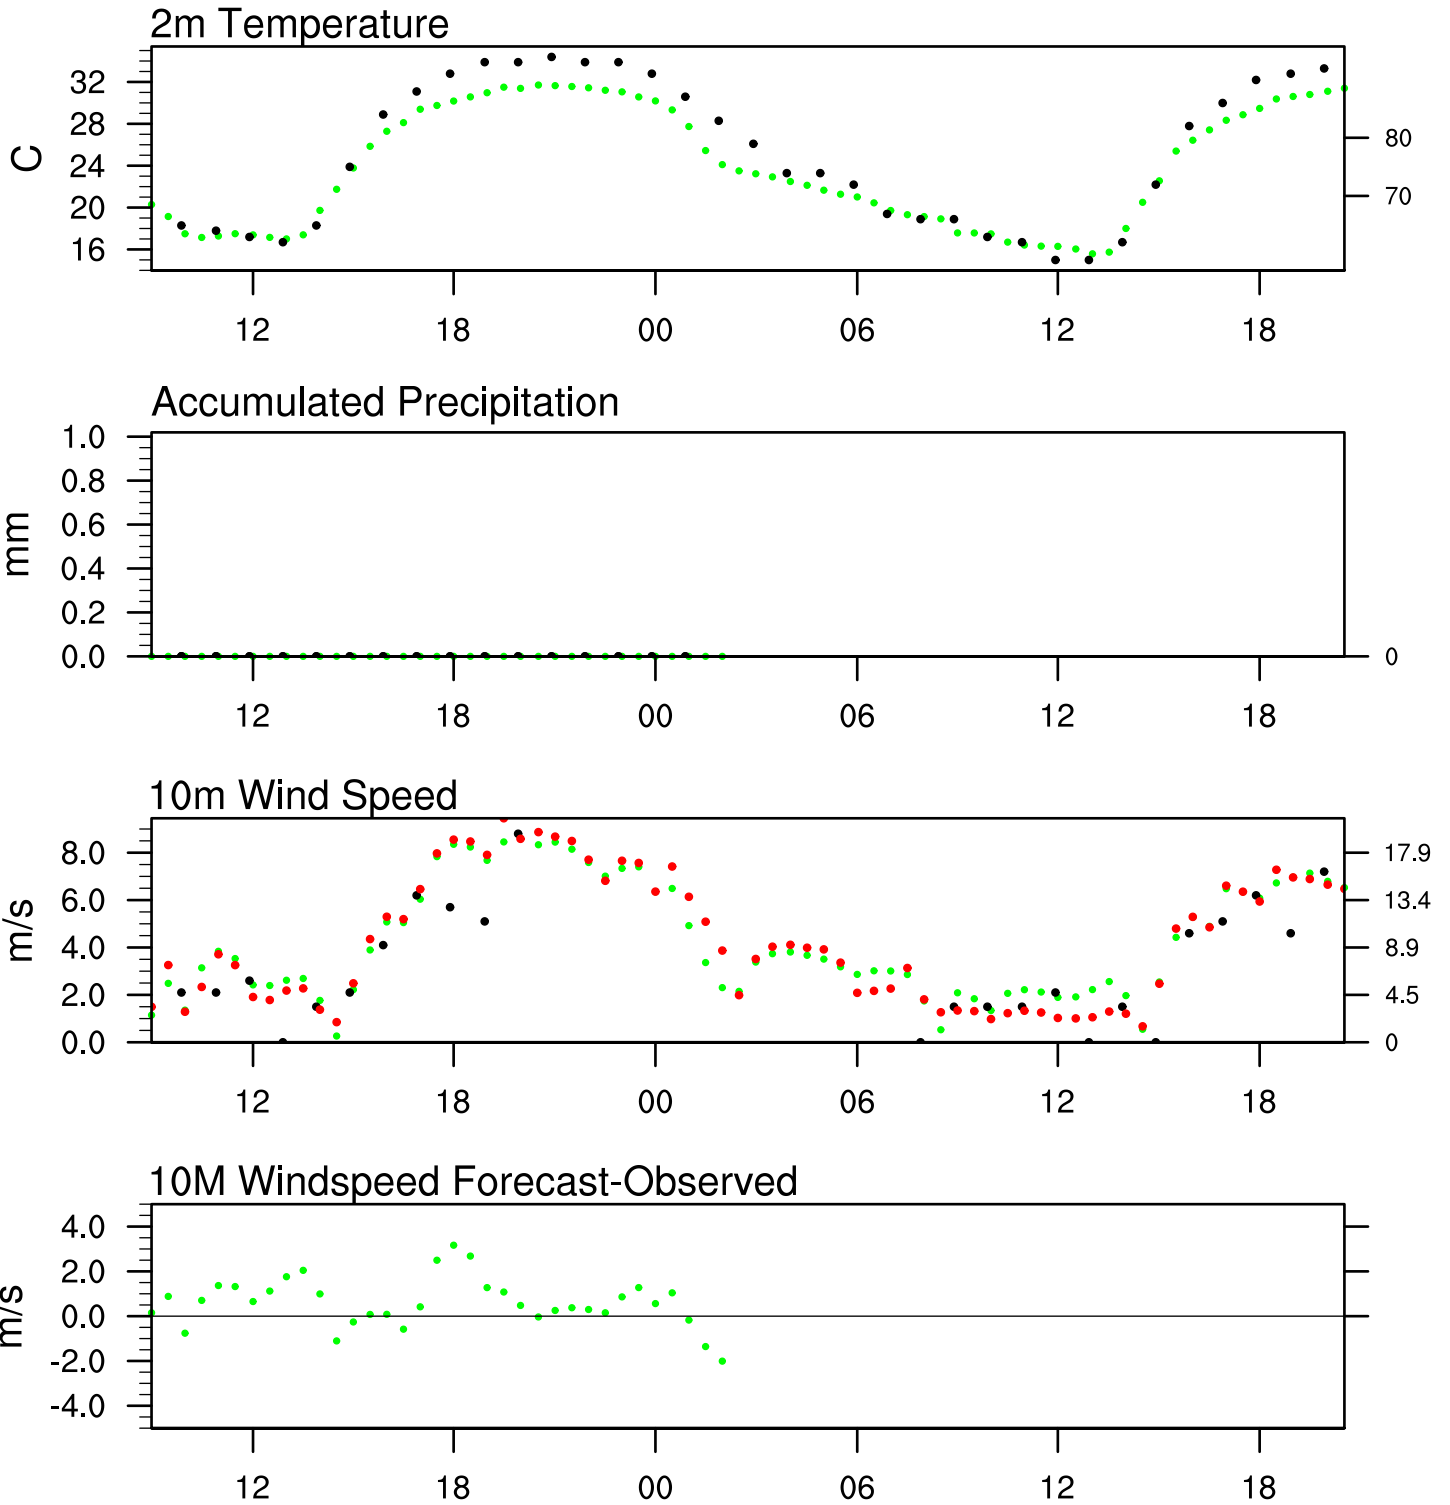 2m Temperature
32
28
24
20
16
C
80
70
12 18 00 06 12 18
Accumulated Precipitation
1.0
0.8
0.6
0.4
0.2
0.0
mm
0
12 18 00 06 12 18
10m Wind Speed
8.0
6.0
4.0
2.0
0.0
m/s
17.9
13.4
8.9
4.5
0
12 18 00 06 12 18
10M Windspeed Forecast-Observed
4.0
2.0
0.0
-2.0
-4.0
m/s
12 18 00 06 12 18